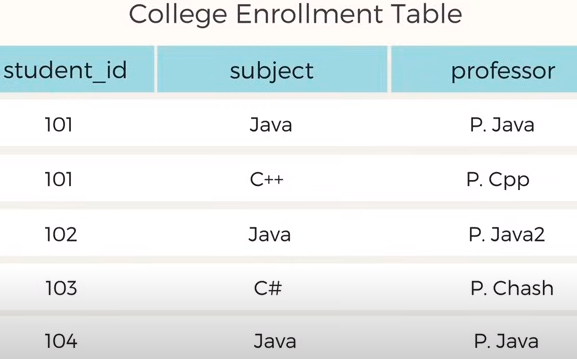 College Enrollment Table
student_id subject professor
101 Java P. Java
101 C++ P. Cpp
102 Java P. Java2
103 C# P. Chash
104 Java P. Java